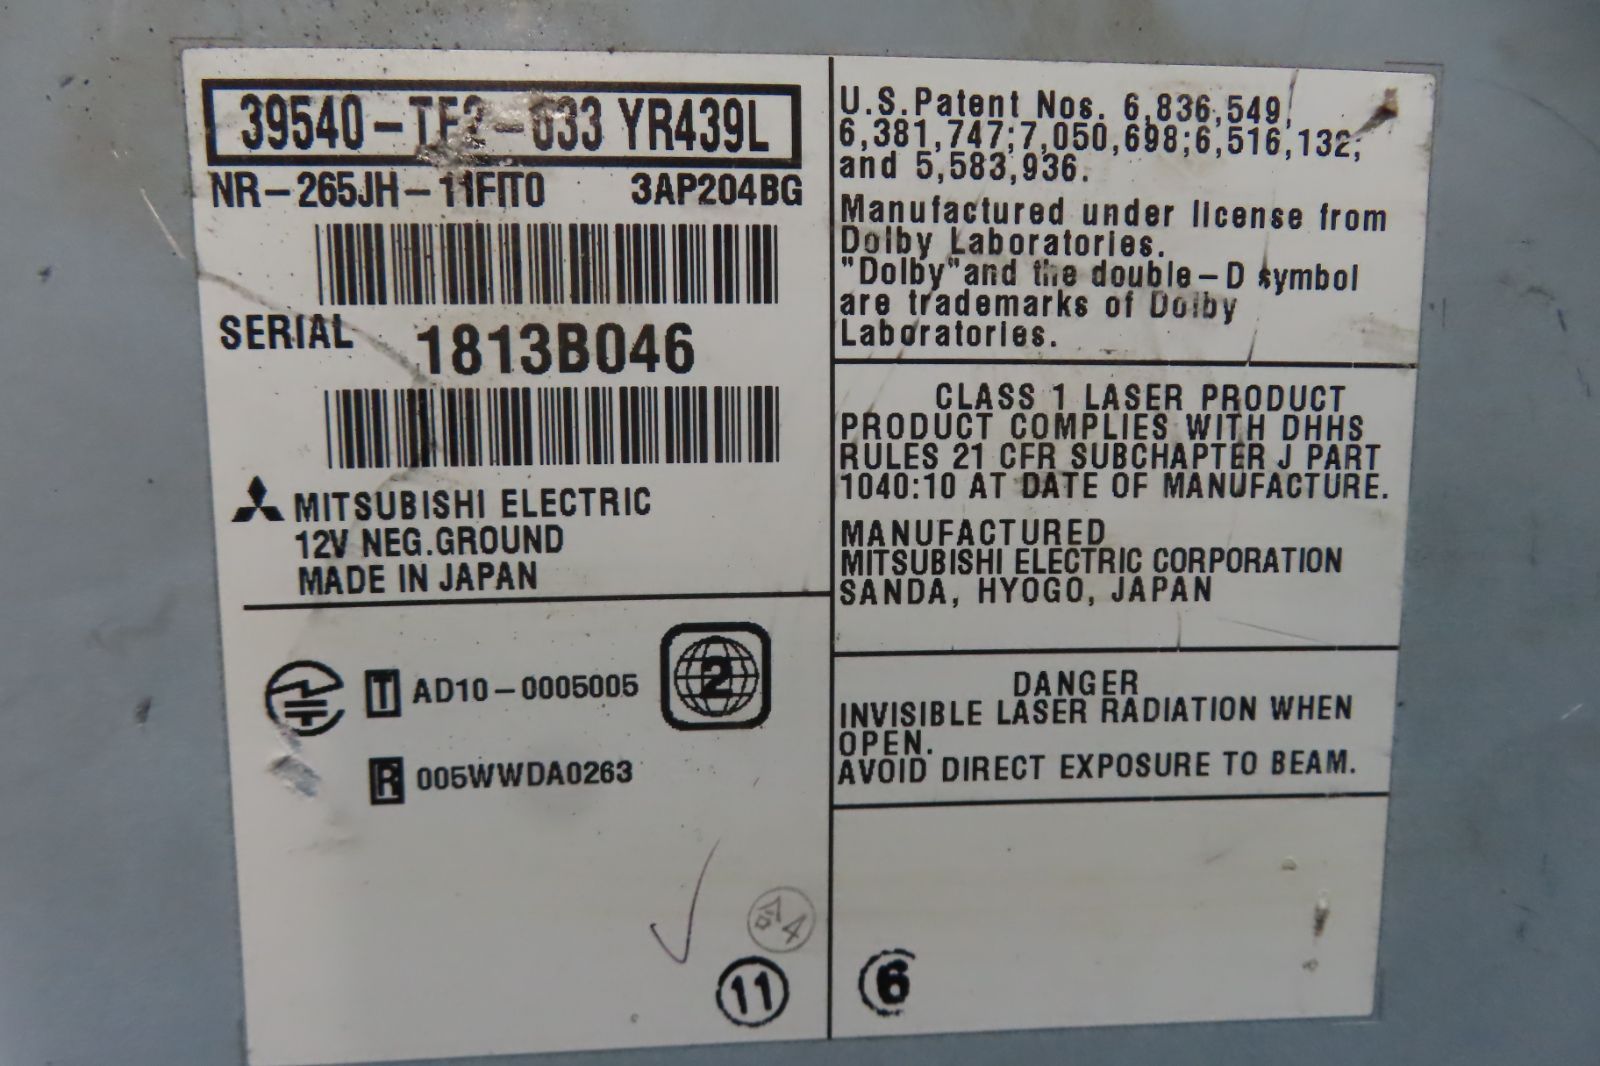 39540-TF2-033 YR439L
NR-265JH-11FIT0 3AP204BG
SERIAL 1813B046
MITSUBISHI ELECTRIC
12V NEG.GROUND
MADE IN JAPAN
T AD10-0005005 2
R 005WWDA0263
4
11
U.S.Patent Nos. 6,836,549;
6,381,747;7,050,698;6,516,132;
and 5,583,936.
Manufactured under license from
Dolby Laboratories.
"Dolby"and the double-D symbol
are trademarks of Dolby
Laboratories.
CLASS 1 LASER PRODUCT
PRODUCT COMPLIES WITH DHHS
RULES 21 CFR SUBCHAPTER J PART
1040:10 AT DATE OF MANUFACTURE.
MANUFACTURED
MITSUBISHI ELECTRIC CORPORATION
SANDA, HYOGO, JAPAN
DANGER
INVISIBLE LASER RADIATION WHEN
OPEN.
AVOID DIRECT EXPOSURE TO BEAM.
6